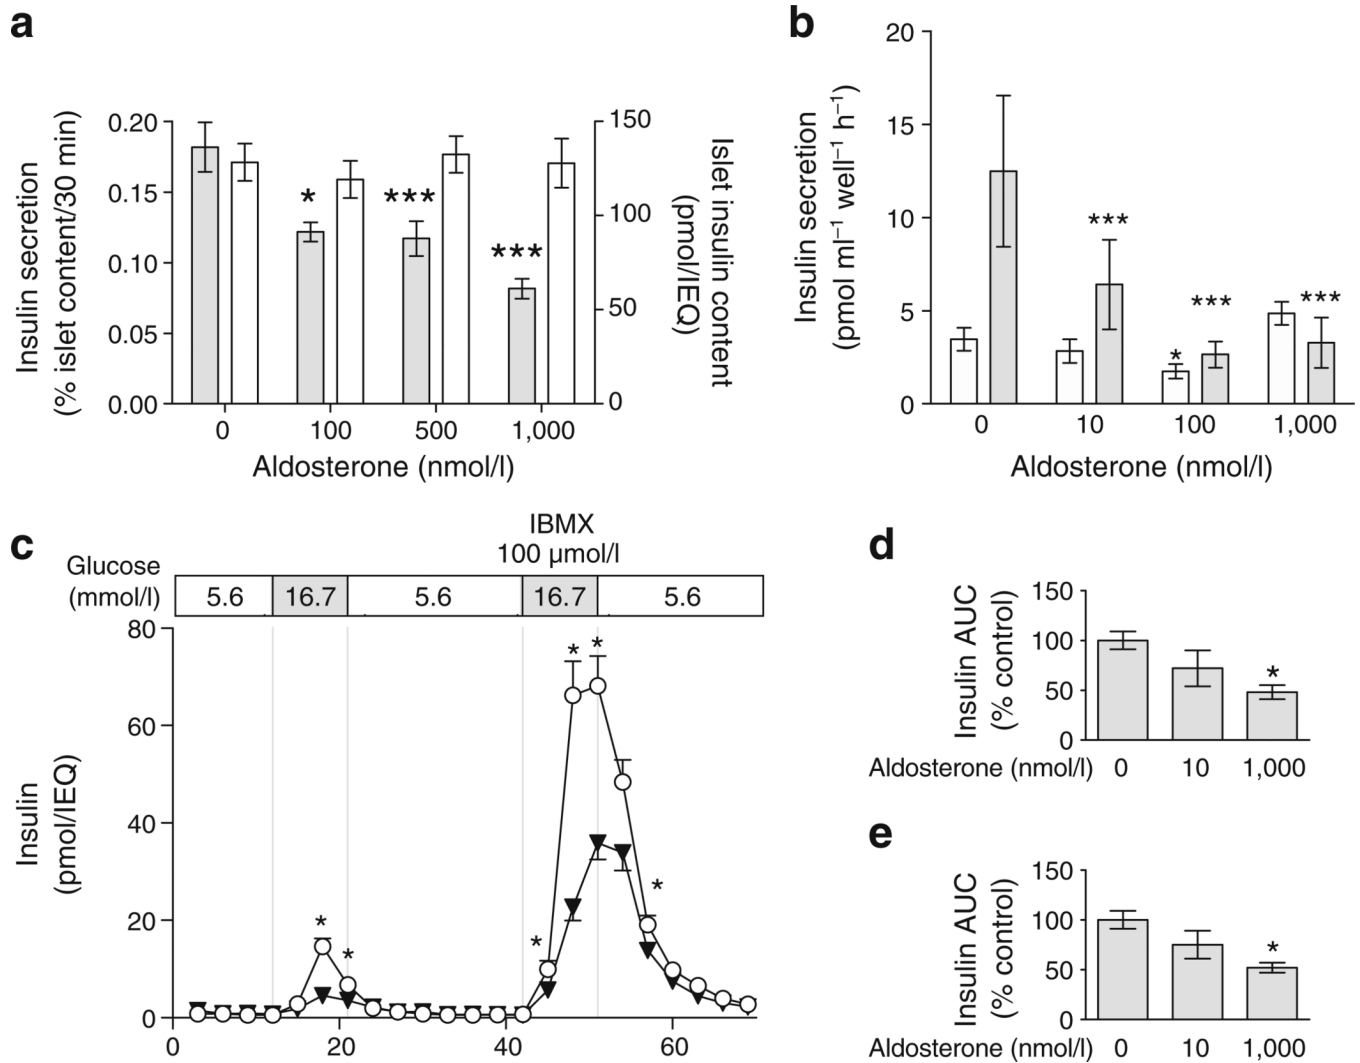 a
Insulin secretion
(% islet content/30 min)
0.20
0.15
0.10
0.05
0.00
*
***
***
150
100
50
0
Islet insulin content
(pmol/IEQ)
0 100 500 1,000
Aldosterone (nmol/l)
b
Insulin secretion
(pmol ml⁻¹ well⁻¹ h⁻¹)
20
15
10
5
0
***
*
***
***
0 10 100 1,000
Aldosterone (nmol/l)
c
IBMX
100 µmol/l
Glucose
(mmol/l)
5.6 16.7 5.6 16.7 5.6
Insulin
(pmol/IEQ)
80
60
40
20
0
*
*
*
*
*
*
0 20 40 60
d
Insulin AUC
(% control)
150
100
50
0
*
Aldosterone (nmol/l) 0 10 1,000
e
Insulin AUC
(% control)
150
100
50
0
*
Aldosterone (nmol/l) 0 10 1,000